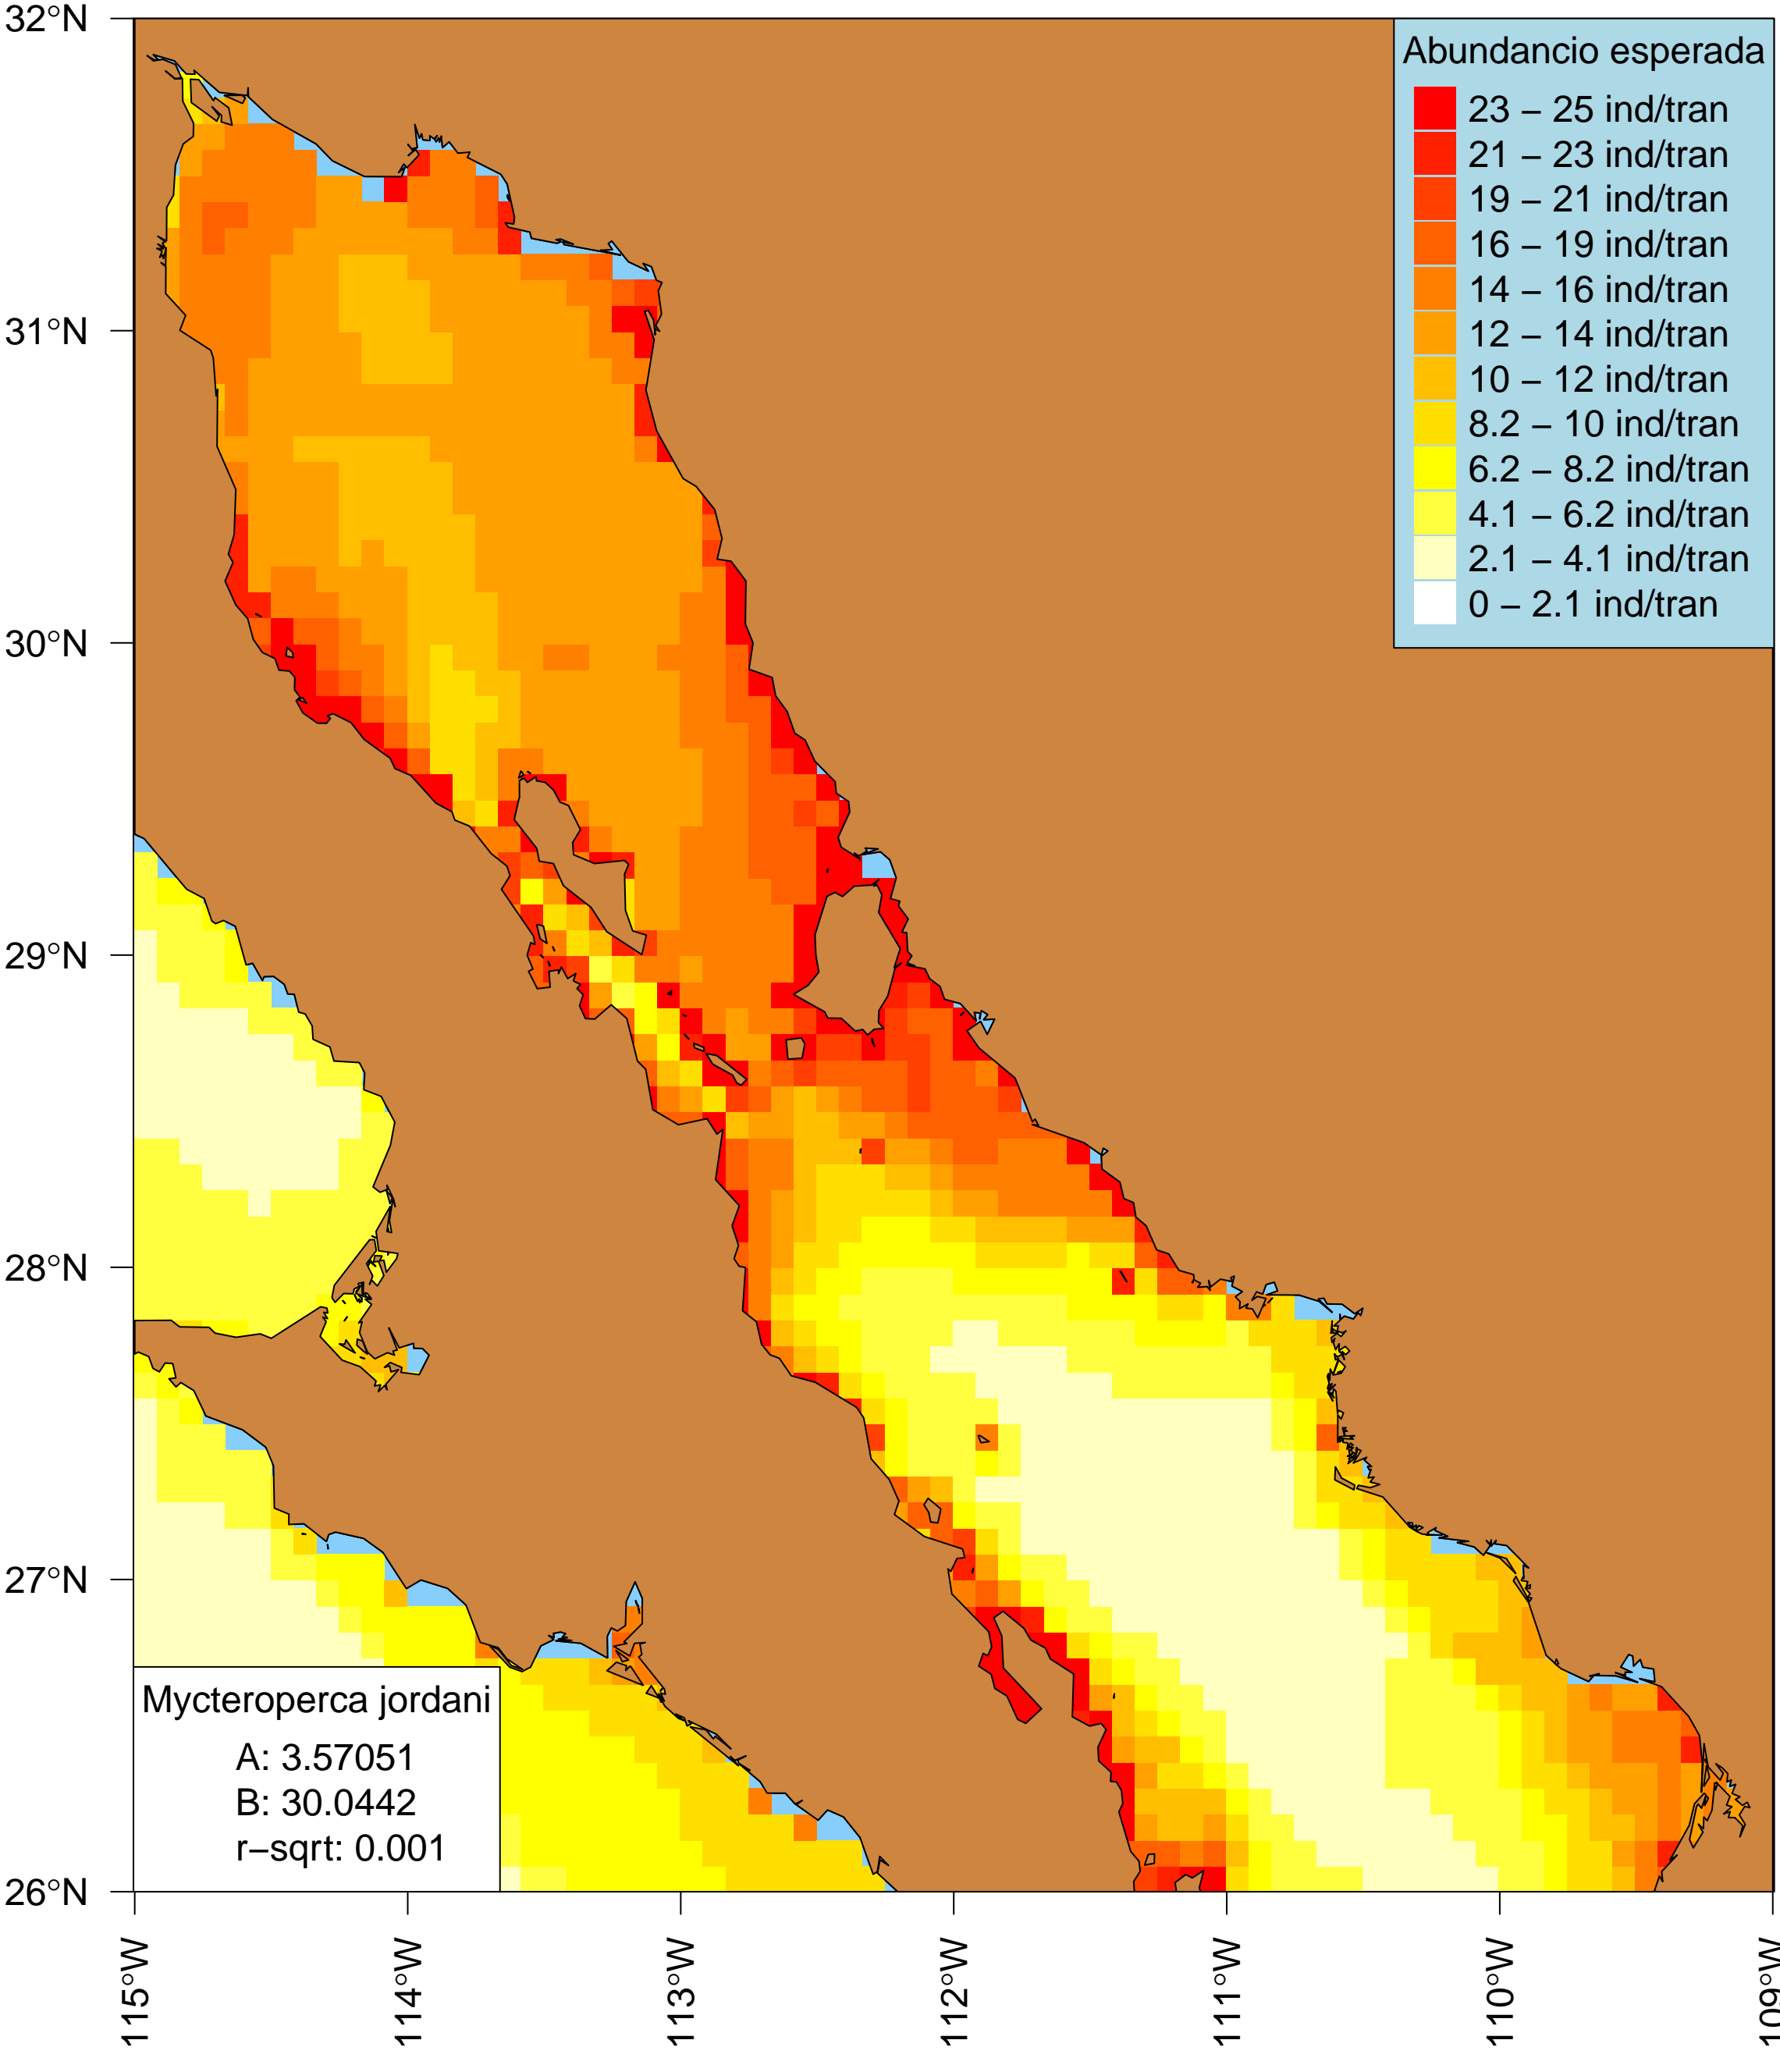 32°N
31°N
30°N
29°N
28°N
27°N
26°N
Abundancio esperada
23 – 25 ind/tran
21 – 23 ind/tran
19 – 21 ind/tran
16 – 19 ind/tran
14 – 16 ind/tran
12 – 14 ind/tran
10 – 12 ind/tran
8.2 – 10 ind/tran
6.2 – 8.2 ind/tran
4.1 – 6.2 ind/tran
2.1 – 4.1 ind/tran
0 – 2.1 ind/tran
Mycteroperca jordani
A: 3.57051
B: 30.0442
r–sqrt: 0.001
115°W
114°W
113°W
112°W
111°W
110°W
109°W